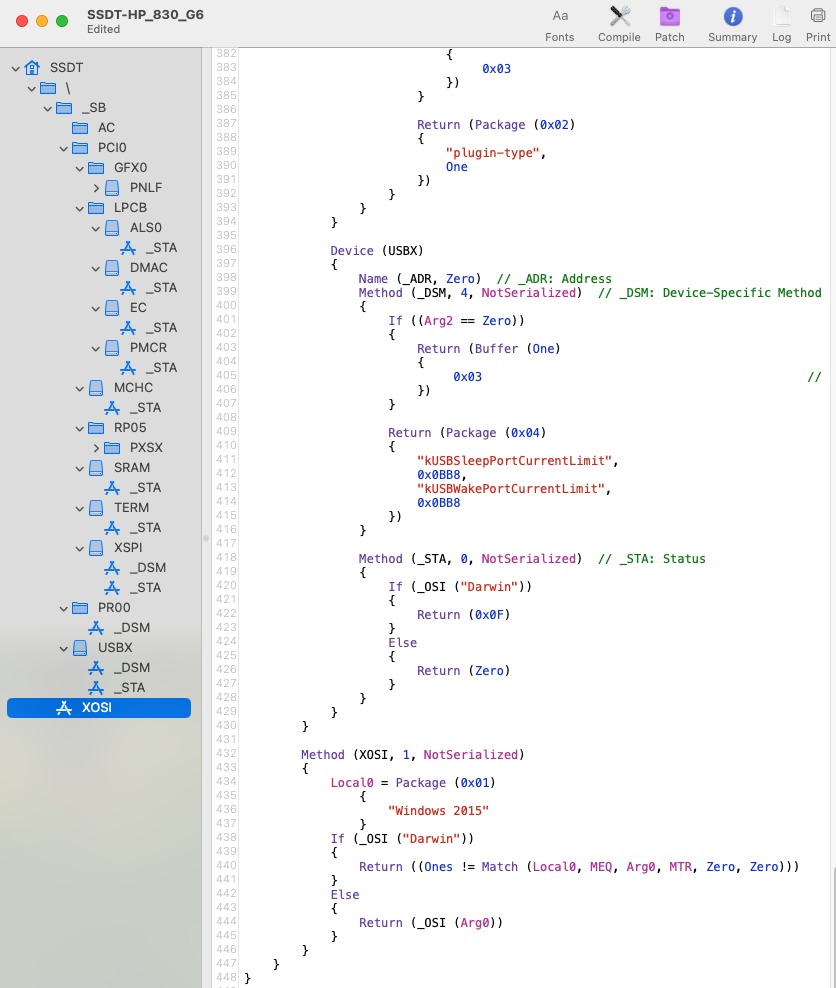 SSDT-HP_830_G6
Edited
Aa
Fonts
Compile
Patch
Summary
Log
Print
SSDT
\
_SB
AC
PCI0
GFX0
PNLF
LPCB
ALS0
_STA
DMAC
_STA
EC
_STA
PMCR
_STA
MCHC
_STA
RP05
PXSX
SRAM
_STA
TERM
_STA
XSPI
_DSM
_STA
PR00
_DSM
USBX
_DSM
_STA
XOSI
382 {
383 0x03
384 })
385 }
386
387 Return (Package (0x02)
388 {
389 "plugin-type",
390 One
391 })
392 }
393 }
394 }
395
396 Device (USBX)
397 {
398 Name (_ADR, Zero)  // _ADR: Address
399 Method (_DSM, 4, NotSerialized)  // _DSM: Device-Specific Method
400 {
401 If ((Arg2 == Zero))
402 {
403 Return (Buffer (One)
404 {
405 0x03 //
406 })
407 }
408
409 Return (Package (0x04)
410 {
411 "kUSBSleepPortCurrentLimit",
412 0x0BB8,
413 "kUSBWakePortCurrentLimit",
414 0x0BB8
415 })
416 }
417
418 Method (_STA, 0, NotSerialized)  // _STA: Status
419 {
420 If (_OSI ("Darwin"))
421 {
422 Return (0x0F)
423 }
424 Else
425 {
426 Return (Zero)
427 }
428 }
429 }
430 }
431
432 Method (XOSI, 1, NotSerialized)
433 {
434 Local0 = Package (0x01)
435 {
436 "Windows 2015"
437 }
438 If (_OSI ("Darwin"))
439 {
440 Return ((Ones != Match (Local0, MEQ, Arg0, MTR, Zero, Zero)))
441 }
442 Else
443 {
444 Return (_OSI (Arg0))
445 }
446 }
447 }
448 }